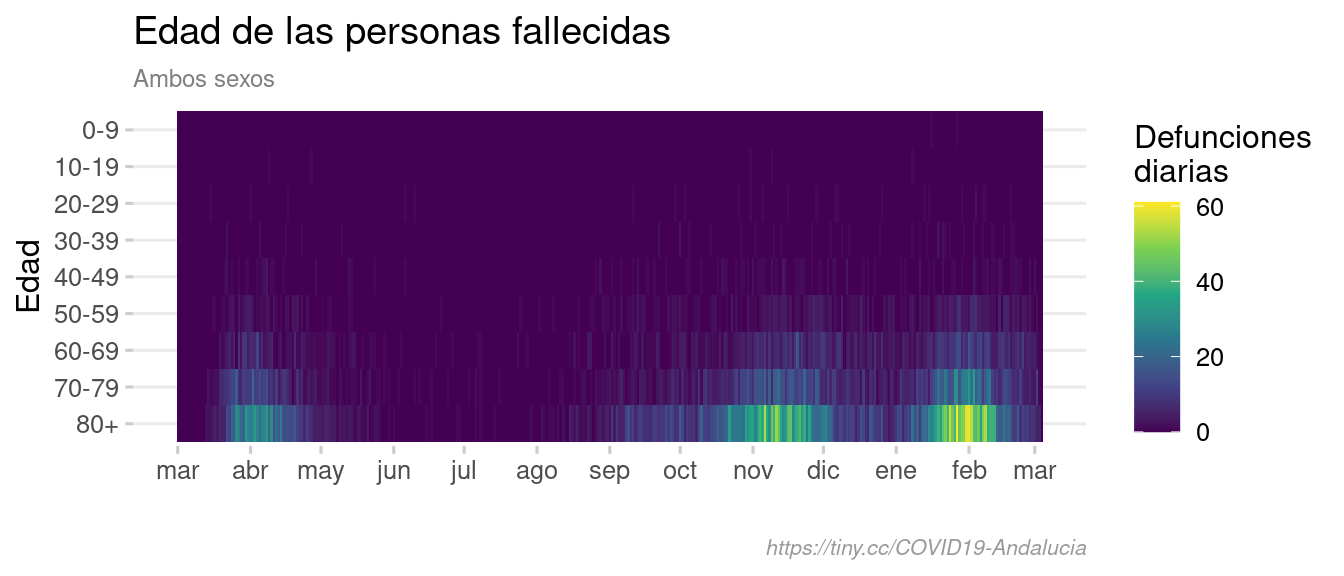 Edad de las personas fallecidas
Ambos sexos
Edad
0-9
10-19
20-29
30-39
40-49
50-59
60-69
70-79
80+
mar abr may jun jul ago sep oct nov dic ene feb mar
Defunciones
diarias
60
40
20
0
https://tiny.cc/COVID19-Andalucia